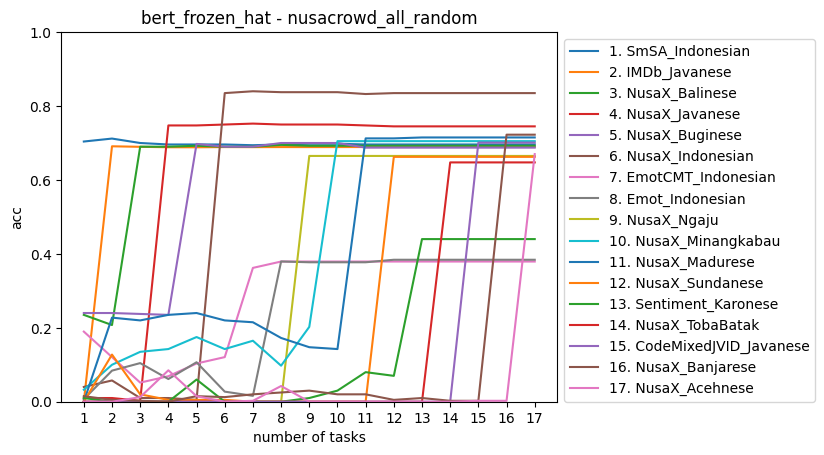 bert_frozen_hat - nusacrowd_all_random
1.0
0.8
0.6
0.4
0.2
0.0
acc
1 2 3 4 5 6 7 8 9 10 11 12 13 14 15 16 17
number of tasks
1. SmSA_Indonesian
2. IMDb_Javanese
3. NusaX_Balinese
4. NusaX_Javanese
5. NusaX_Buginese
6. NusaX_Indonesian
7. EmotCMT_Indonesian
8. Emot_Indonesian
9. NusaX_Ngaju
10. NusaX_Minangkabau
11. NusaX_Madurese
12. NusaX_Sundanese
13. Sentiment_Karonese
14. NusaX_TobaBatak
15. CodeMixedJVID_Javanese
16. NusaX_Banjarese
17. NusaX_Acehnese